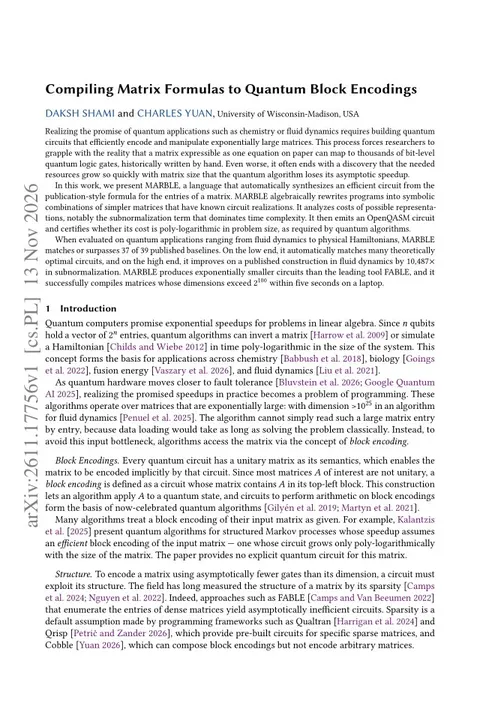 Compiling Matrix Formulas to Quantum Block Encodings
DAKSH SHAMI and CHARLES YUAN, University of Wisconsin-Madison, USA
Realizing the promise of quantum applications such as chemistry or fluid dynamics requires building quantum
circuits that efficiently encode and manipulate exponentially large matrices. This process forces researchers to
grapple with the reality that a matrix expressible as one equation on paper can map to thousands of bit-level
quantum logic gates, historically written by hand. Even worse, it often ends with a discovery that the needed
resources grow so quickly with matrix size that the quantum algorithm loses its asymptotic speedup.
In this work, we present MARBLE, a language that automatically synthesizes an efficient circuit from the
publication-style formula for the entries of a matrix. MARBLE algebraically rewrites programs into symbolic
combinations of simpler matrices that have known circuit realizations. It analyzes costs of possible representa-
tions, notably the subnormalization term that dominates time complexity. It then emits an OpenQASM circuit
and certifies whether its cost is poly-logarithmic in problem size, as required by quantum algorithms.
When evaluated on quantum applications ranging from fluid dynamics to physical Hamiltonians, MARBLE
matches or surpasses 37 of 39 published baselines. On the low end, it automatically matches many theoretically
optimal circuits, and on the high end, it improves on a published construction in fluid dynamics by 10,487×
in subnormalization. MARBLE produces exponentially smaller circuits than the leading tool FABLE, and it
successfully compiles matrices whose dimensions exceed 2¹⁰⁰ within five seconds on a laptop.
1 Introduction
Quantum computers promise exponential speedups for problems in linear algebra. Since n qubits
hold a vector of 2ⁿ entries, quantum algorithms can invert a matrix [Harrow et al. 2009] or simulate
a Hamiltonian [Childs and Wiebe 2012] in time poly-logarithmic in the size of the system. This
concept forms the basis for applications across chemistry [Babbush et al. 2018], biology [Goings
et al. 2022], fusion energy [Vaszary et al. 2026], and fluid dynamics [Liu et al. 2021].
As quantum hardware moves closer to fault tolerance [Bluvstein et al. 2026; Google Quantum
AI 2025], realizing the promised speedups in practice becomes a problem of programming. These
algorithms operate over matrices that are exponentially large: with dimension >10²⁵ in an algorithm
for fluid dynamics [Penuel et al. 2025]. The algorithm cannot simply read such a large matrix entry
by entry, because data loading would take as long as solving the problem classically. Instead, to
avoid this input bottleneck, algorithms access the matrix via the concept of block encoding.
Block Encodings. Every quantum circuit has a unitary matrix as its semantics, which enables the
matrix to be encoded implicitly by that circuit. Since most matrices A of interest are not unitary, a
block encoding is defined as a circuit whose matrix contains A in its top-left block. This construction
lets an algorithm apply A to a quantum state, and circuits to perform arithmetic on block encodings
form the basis of now-celebrated quantum algorithms [Gilyén et al. 2019; Martyn et al. 2021].
Many algorithms treat a block encoding of their input matrix as given. For example, Kalantzis
et al. [2025] present quantum algorithms for structured Markov processes whose speedup assumes
an efficient block encoding of the input matrix — one whose circuit grows only poly-logarithmically
with the size of the matrix. The paper provides no explicit quantum circuit for this matrix.
Structure. To encode a matrix using asymptotically fewer gates than its dimension, a circuit must
exploit its structure. The field has long measured the structure of a matrix by its sparsity [Camps
et al. 2024; Nguyen et al. 2022]. Indeed, approaches such as FABLE [Camps and Van Beeumen 2022]
that enumerate the entries of dense matrices yield asymptotically inefficient circuits. Sparsity is a
default assumption made by programming frameworks such as Qualtran [Harrigan et al. 2024] and
Qrisp [Petrič and Zander 2026], which provide pre-built circuits for specific sparse matrices, and
Cobble [Yuan 2026], which can compose block encodings but not encode arbitrary matrices.
arXiv:2611.17756v1 [cs.PL] 13 Nov 2026